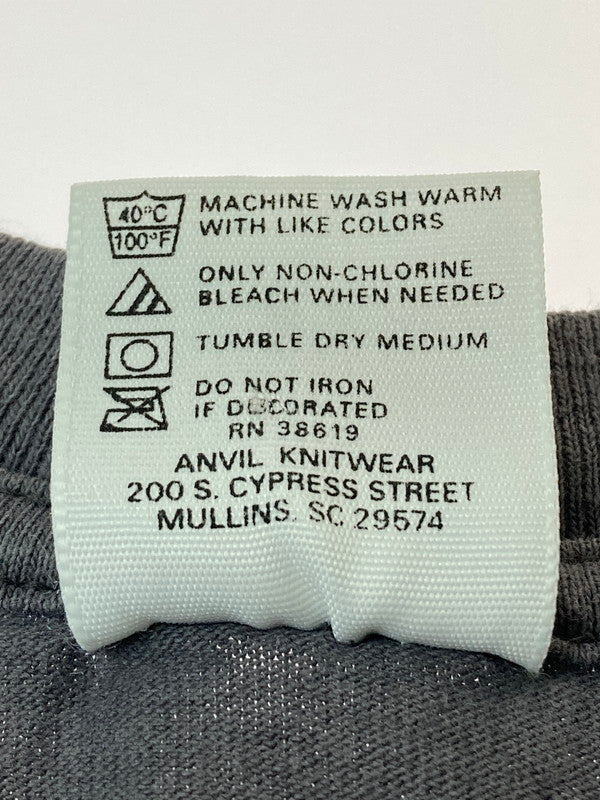 40°C
100°F
MACHINE WASH WARM
WITH LIKE COLORS
ONLY NON-CHLORINE
BLEACH WHEN NEEDED
TUMBLE DRY MEDIUM
DO NOT IRON
IF DECORATED
RN 38619
ANVIL KNITWEAR
200 S. CYPRESS STREET
MULLINS, SC 29574